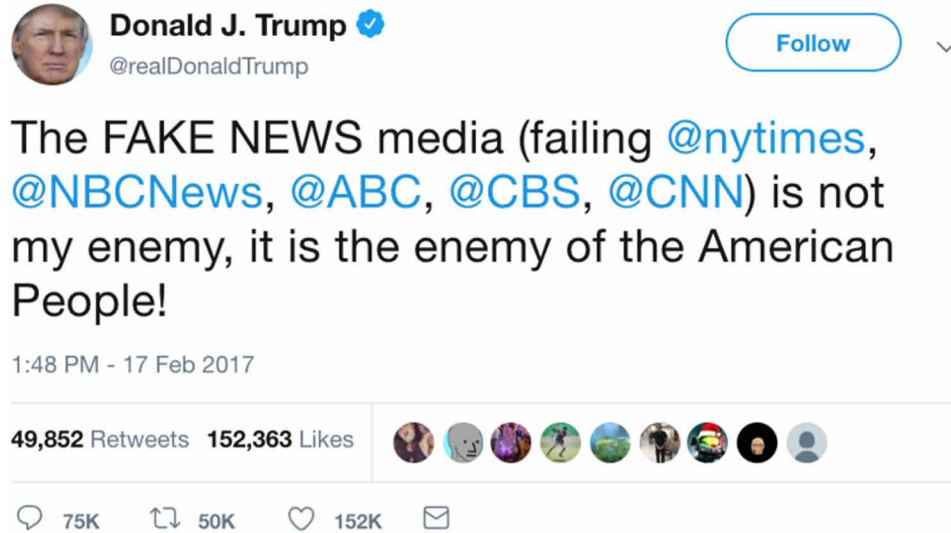 Donald J. Trump
@realDonaldTrump
Follow
The FAKE NEWS media (failing @nytimes,
@NBCNews, @ABC, @CBS, @CNN) is not
my enemy, it is the enemy of the American
People!
1:48 PM - 17 Feb 2017
49,852 Retweets 152,363 Likes
75K 50K 152K